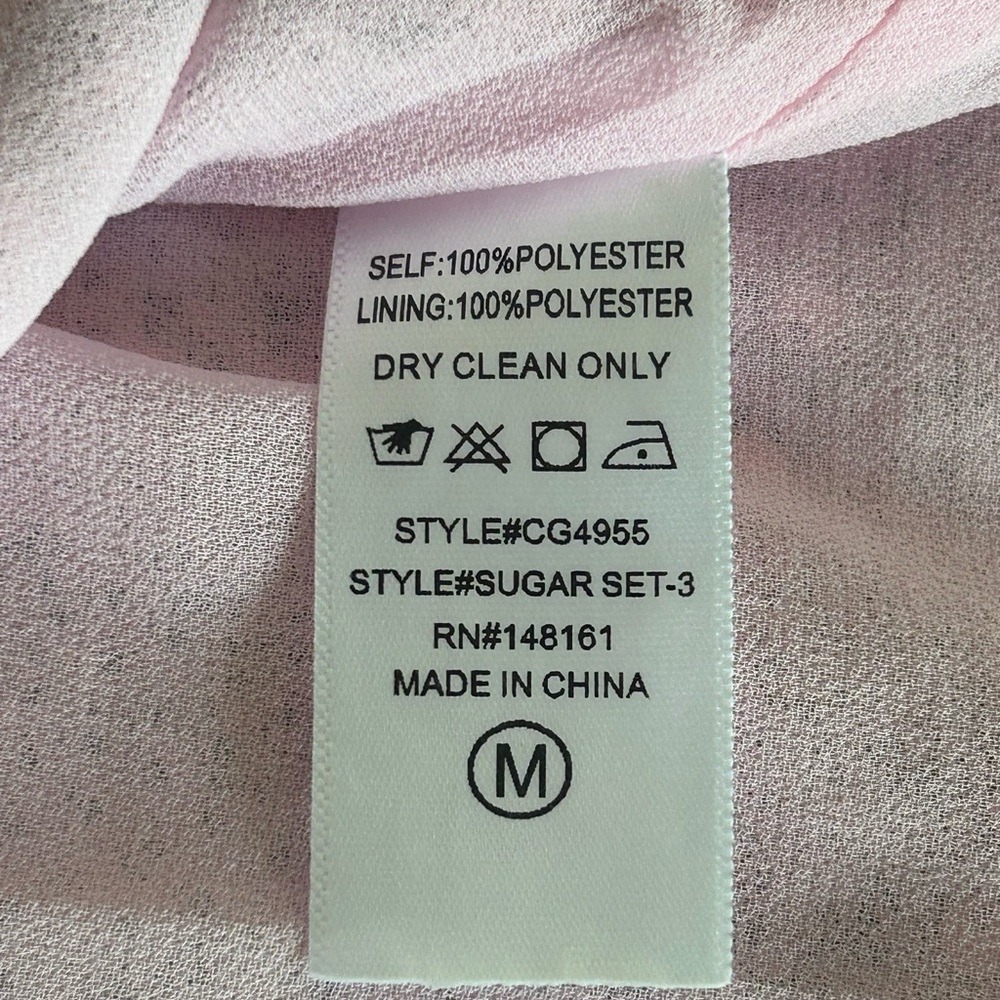 SELF:100%POLYESTER
LINING:100%POLYESTER
DRY CLEAN ONLY
STYLE#CG4955
STYLE#SUGAR SET-3
RN#148161
MADE IN CHINA
M